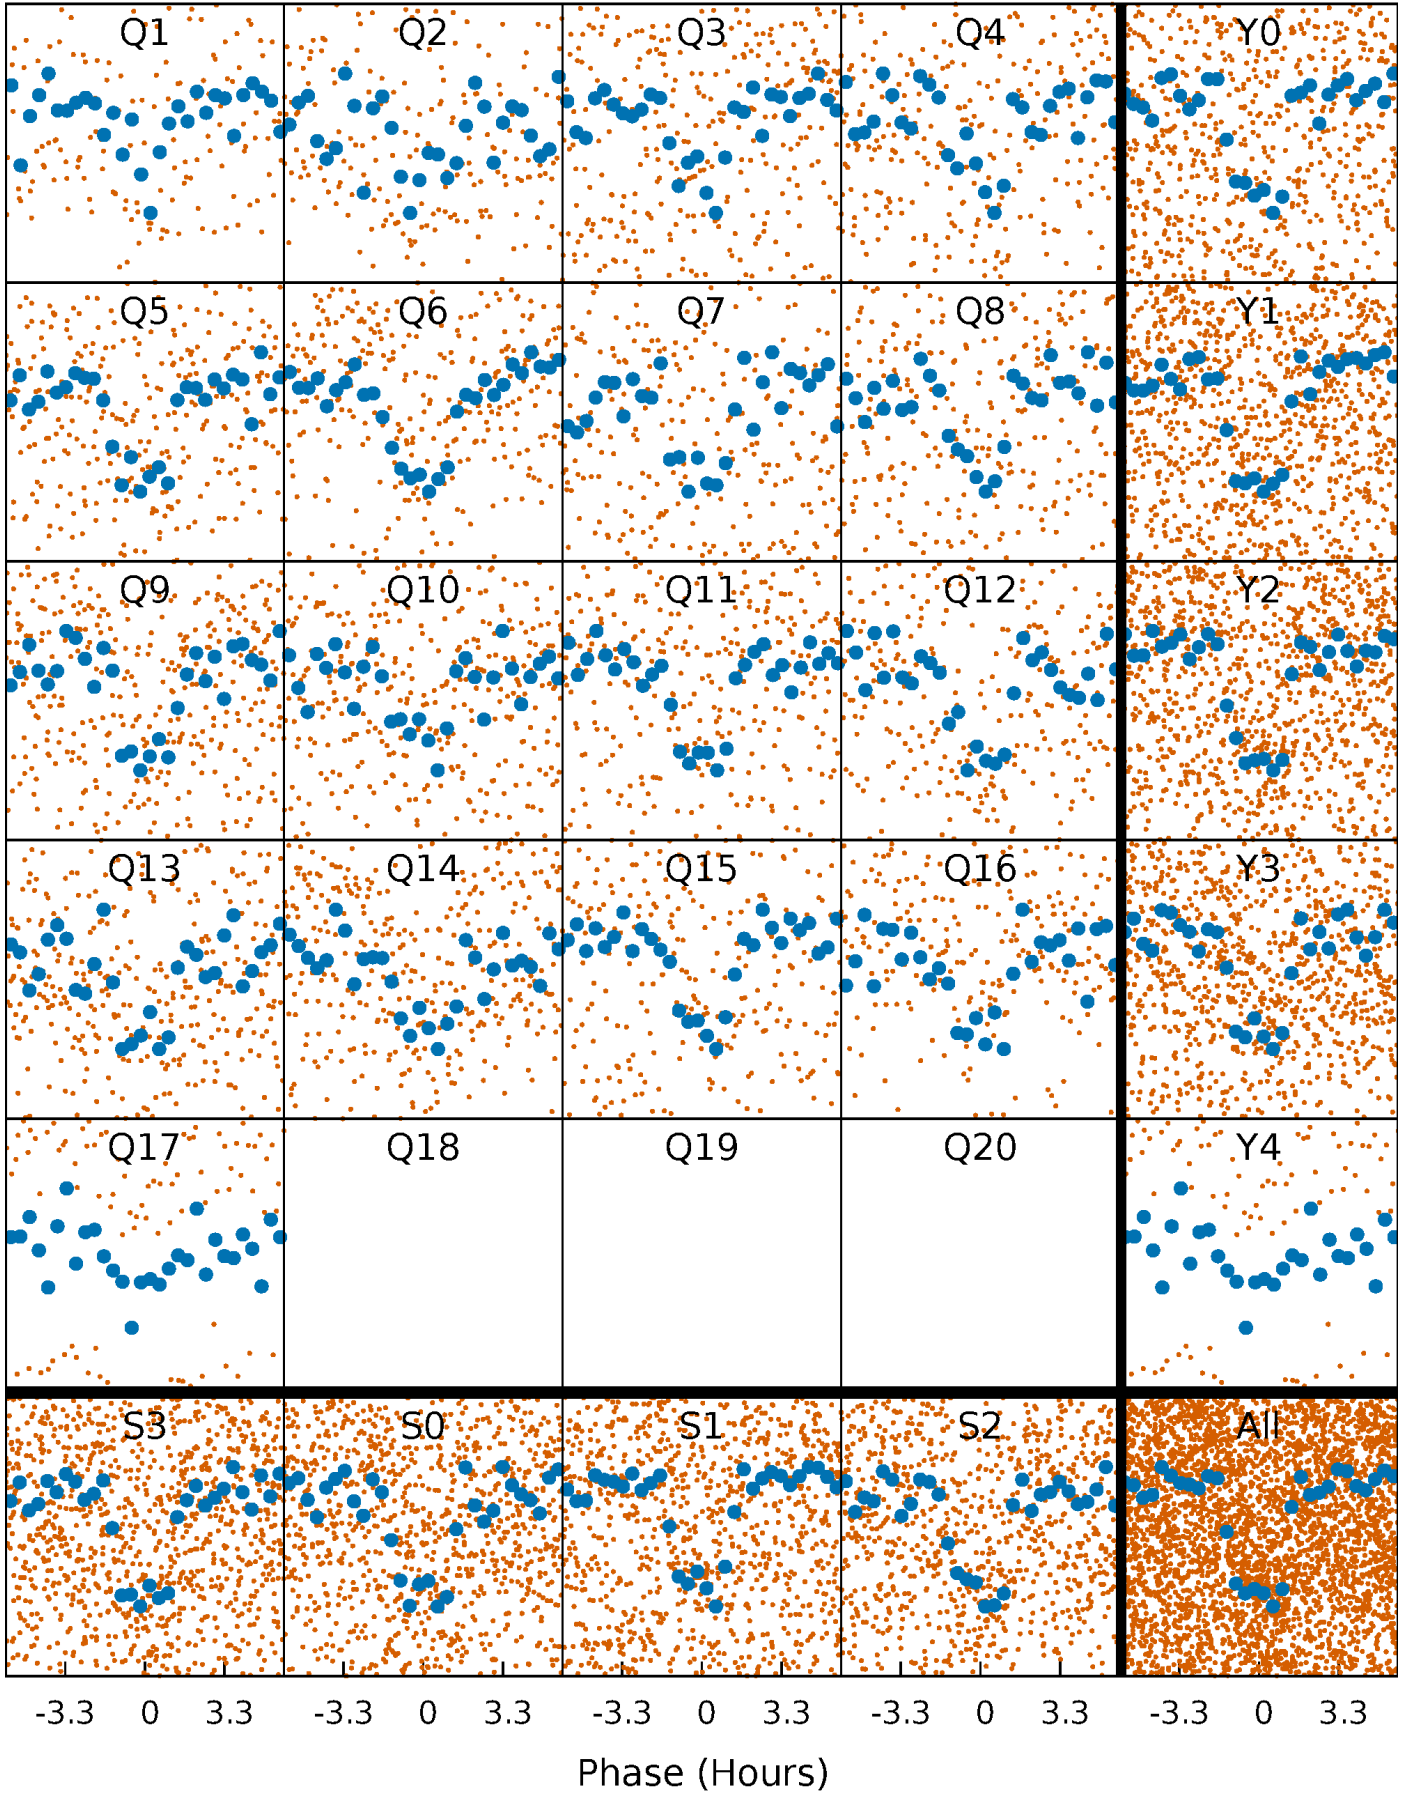 Q1 Q2 Q3 Q4 Y0
Q5 Q6 Q7 Q8 Y1
Q9 Q10 Q11 Q12 Y2
Q13 Q14 Q15 Q16 Y3
Q17 Q18 Q19 Q20 Y4
S3 S0 S1 S2 All
-3.3 0 3.3 -3.3 0 3.3 -3.3 0 3.3 -3.3 0 3.3 -3.3 0 3.3
Phase (Hours)